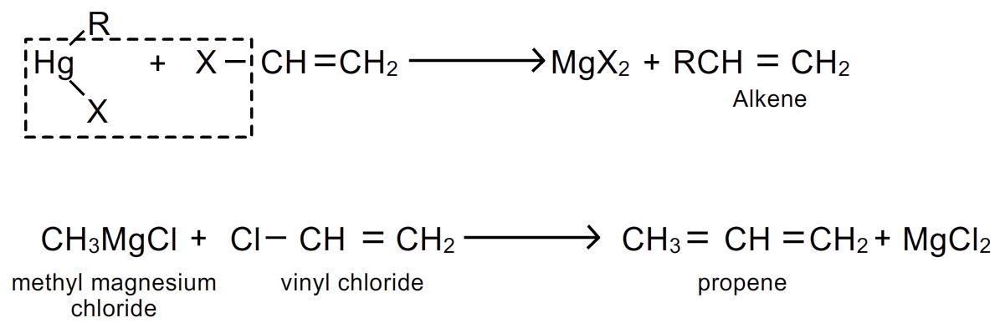 R
Hg + X – CH = CH₂ ⟶ MgX₂ + RCH = CH₂
X
Alkene
CH₃MgCl + Cl – CH = CH₂ ⟶ CH₃ = CH = CH₂ + MgCl₂
methyl magnesium chloride vinyl chloride propene